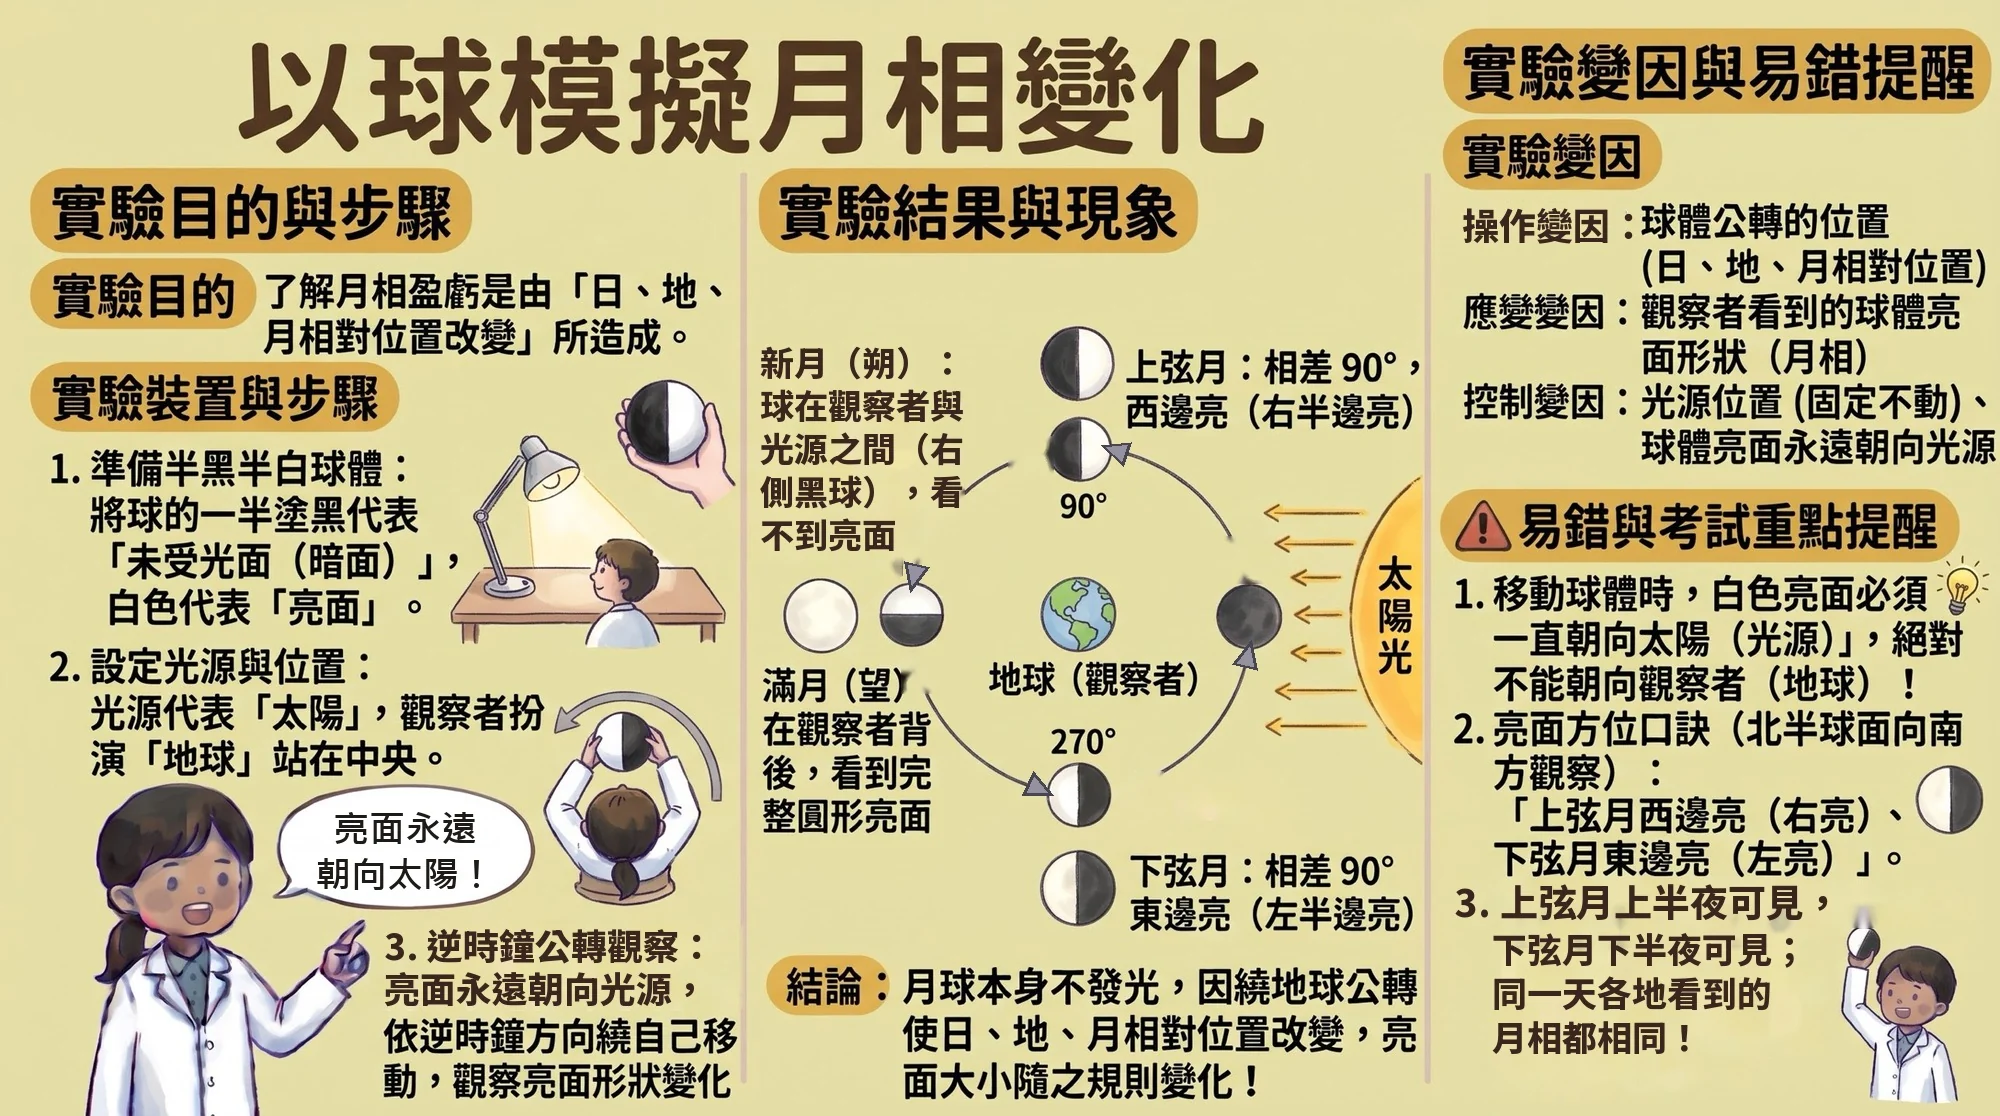 以球模擬月相變化
實驗目的與步驟
實驗目的
了解月相盈虧是由「日、地、
月相對位置改變」所造成。
實驗裝置與步驟
1. 準備半黑半白球體：
將球的一半塗黑代表
「未受光面（暗面）」，
白色代表「亮面」。
2. 設定光源與位置：
光源代表「太陽」，觀察者扮
演「地球」站在中央。
亮面永遠
朝向太陽！
3. 逆時鐘公轉觀察：
亮面永遠朝向光源，
依逆時鐘方向繞自己移
動，觀察亮面形狀變化
實驗結果與現象
新月（朔）：
球在觀察者與
光源之間（右
側黑球），看
不到亮面
上弦月：相差 90°，
西邊亮（右半邊亮）
90°
太陽光
地球（觀察者）
滿月（望）
在觀察者背
後，看到完
整圓形亮面
270°
下弦月：相差 90°
東邊亮（左半邊亮）
結論：月球本身不發光，因繞地球公轉
使日、地、月相對位置改變，亮
面大小隨之規則變化！
實驗變因與易錯提醒
實驗變因
操作變因：球體公轉的位置
(日、地、月相對位置)
應變變因：觀察者看到的球體亮
面形狀（月相）
控制變因：光源位置 (固定不動)、
球體亮面永遠朝向光源
易錯與考試重點提醒
1. 移動球體時，白色亮面必須
一直朝向太陽（光源）」，絕對
不能朝向觀察者（地球）！
2. 亮面方位口訣（北半球面向南
方觀察）：
「上弦月西邊亮（右亮）、
下弦月東邊亮（左亮）」。
3. 上弦月上半夜可見，
下弦月下半夜可見；
同一天各地看到的
月相都相同！